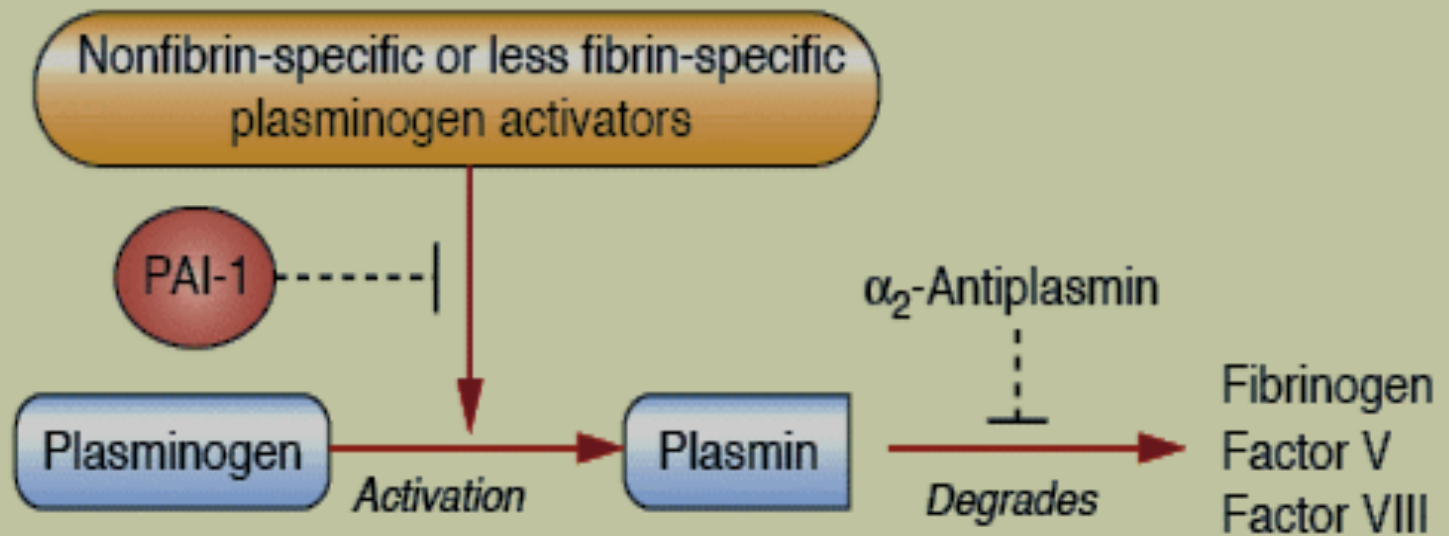 Nonfibrin-specific or less fibrin-specific
plasminogen activators
PAI-1
α₂-Antiplasmin
Plasminogen
Activation
Plasmin
Degrades
Fibrinogen
Factor V
Factor VIII